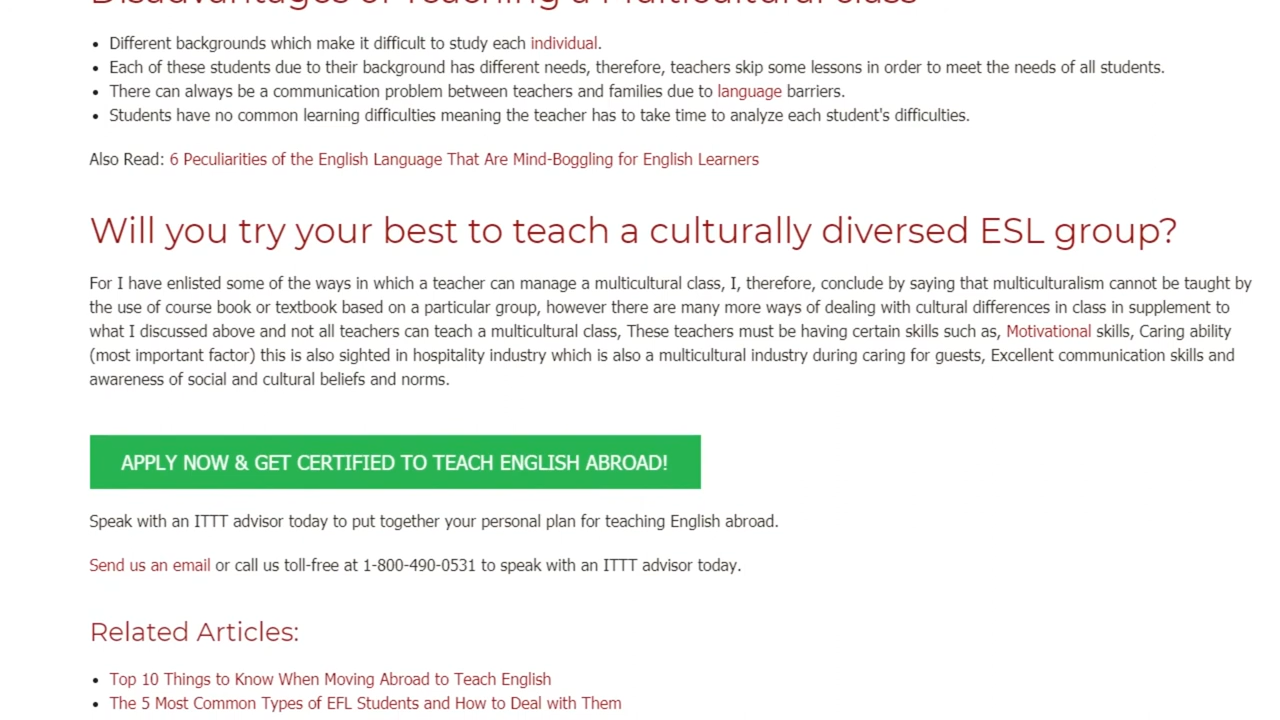 Disadvantages of Teaching a Multicultural class
Different backgrounds which make it difficult to study each individual.
Each of these students due to their background has different needs, therefore, teachers skip some lessons in order to meet the needs of all students.
There can always be a communication problem between teachers and families due to language barriers.
Students have no common learning difficulties meaning the teacher has to take time to analyze each student's difficulties.
Also Read: 6 Peculiarities of the English Language That Are Mind-Boggling for English Learners
Will you try your best to teach a culturally diversed ESL group?
For I have enlisted some of the ways in which a teacher can manage a multicultural class, I, therefore, conclude by saying that multiculturalism cannot be taught by
the use of course book or textbook based on a particular group, however there are many more ways of dealing with cultural differences in class in supplement to
what I discussed above and not all teachers can teach a multicultural class, These teachers must be having certain skills such as, Motivational skills, Caring ability
(most important factor) this is also sighted in hospitality industry which is also a multicultural industry during caring for guests, Excellent communication skills and
awareness of social and cultural beliefs and norms.
APPLY NOW & GET CERTIFIED TO TEACH ENGLISH ABROAD!
Speak with an ITTT advisor today to put together your personal plan for teaching English abroad.
Send us an email or call us toll-free at 1-800-490-0531 to speak with an ITTT advisor today.
Related Articles:
Top 10 Things to Know When Moving Abroad to Teach English
The 5 Most Common Types of EFL Students and How to Deal with Them